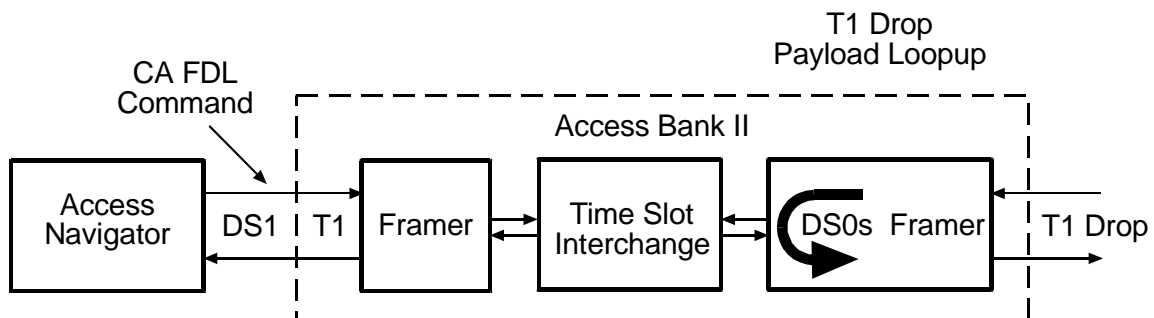 T1 Drop
Payload Loopup
CA FDL
Command
Access Bank II
Access
Navigator
DS1
T1
Framer
Time Slot
Interchange
DS0s Framer
T1 Drop